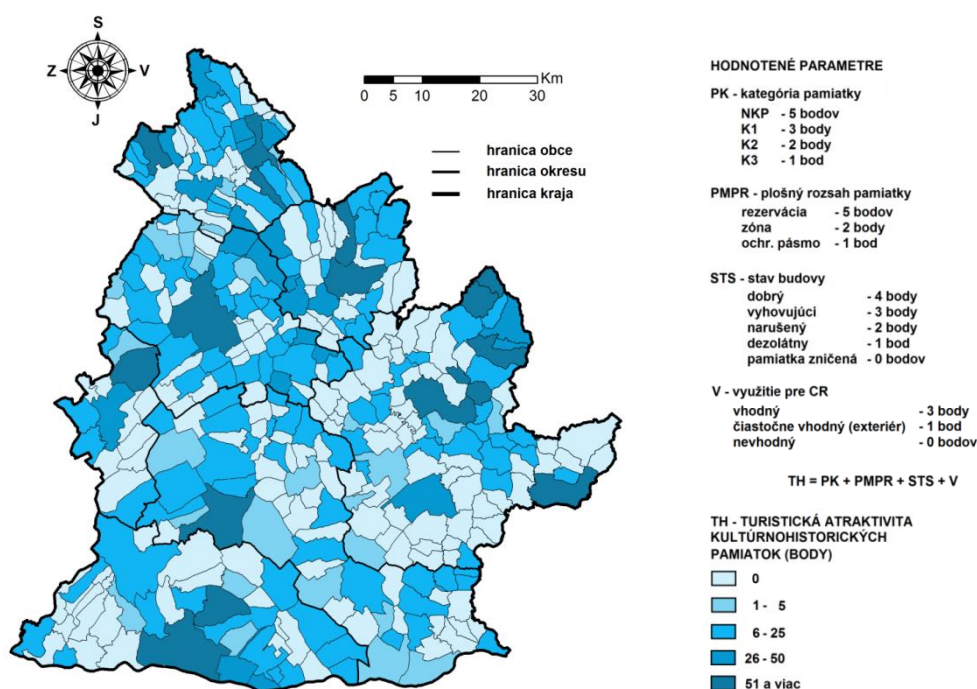 S
Z V
J
Km
0 5 10 20 30
hranica obce
hranica okresu
hranica kraja
HODNOTENÉ PARAMETRE
PK - kategória pamiatky
NKP - 5 bodov
K1 - 3 body
K2 - 2 body
K3 - 1 bod
PMPR - plošný rozsah pamiatky
rezervácia - 5 bodov
zóna - 2 body
ochr. pásmo - 1 bod
STS - stav budovy
dobrý - 4 body
vyhovujúci - 3 body
narušený - 2 body
dezolátny - 1 bod
pamiatka zničená - 0 bodov
V - využitie pre CR
vhodný - 3 body
čiastočne vhodný (exteriér) - 1 bod
nevhodný - 0 bodov
TH = PK + PMPR + STS + V
TH - TURISTICKÁ ATRAKTIVITA
KULTÚRNOHISTORICKÝCH
PAMIATOK (BODY)
0
1 - 5
6 - 25
26 - 50
51 a viac